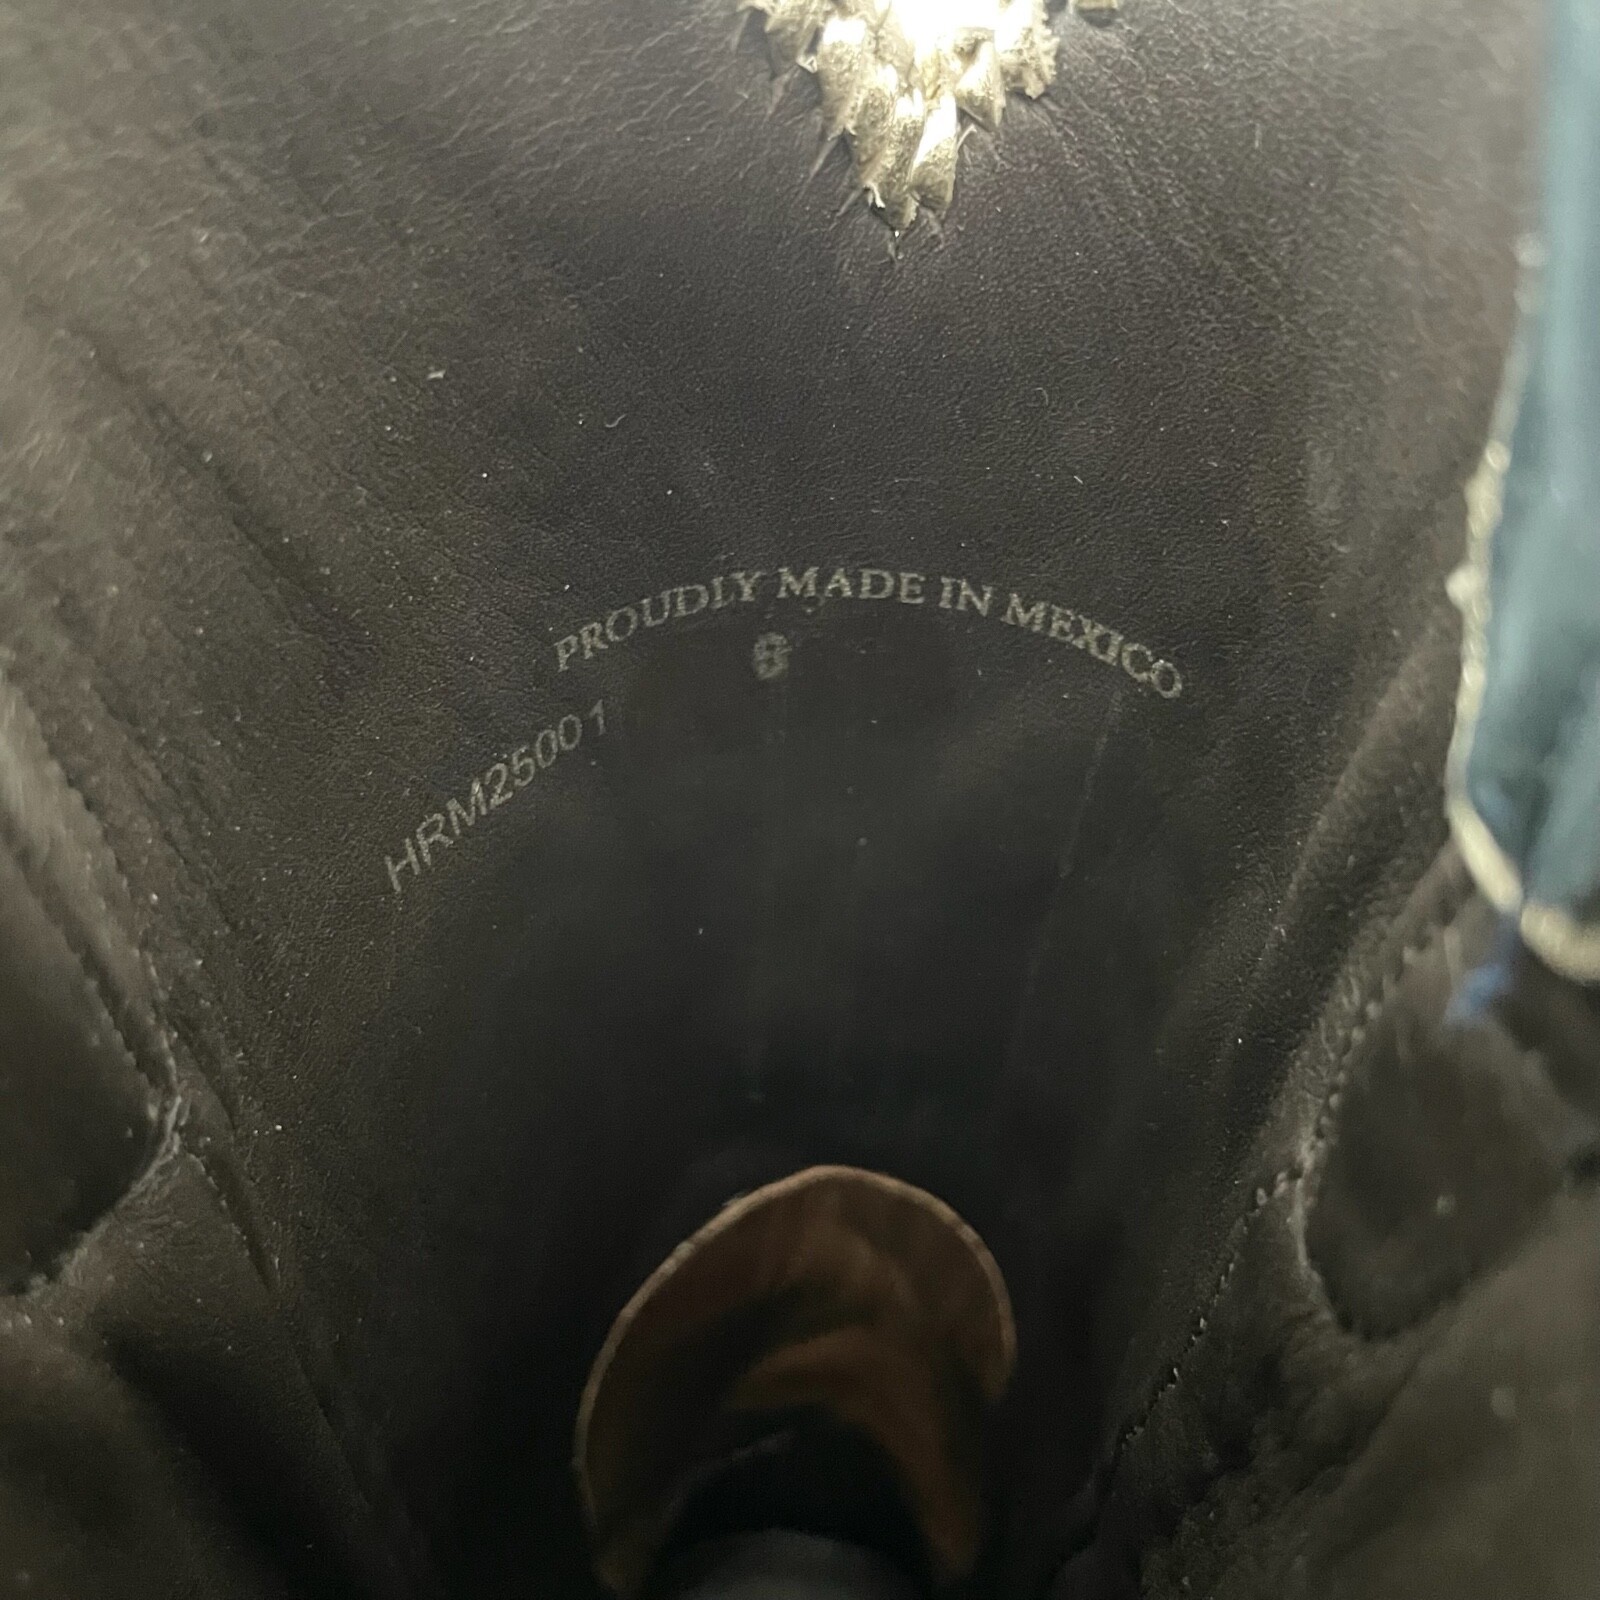 PROUDLY MADE IN MEXICO
8
HRM25001